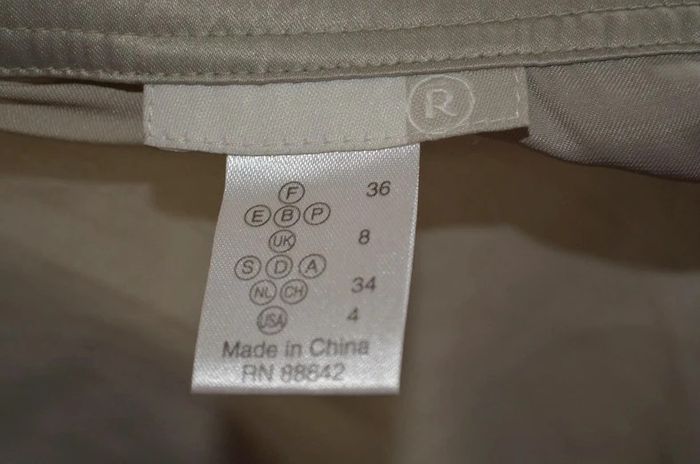 R
F 36
E B P
UK 8
S D A
NL CH 34
USA 4
Made in China
RN 88642